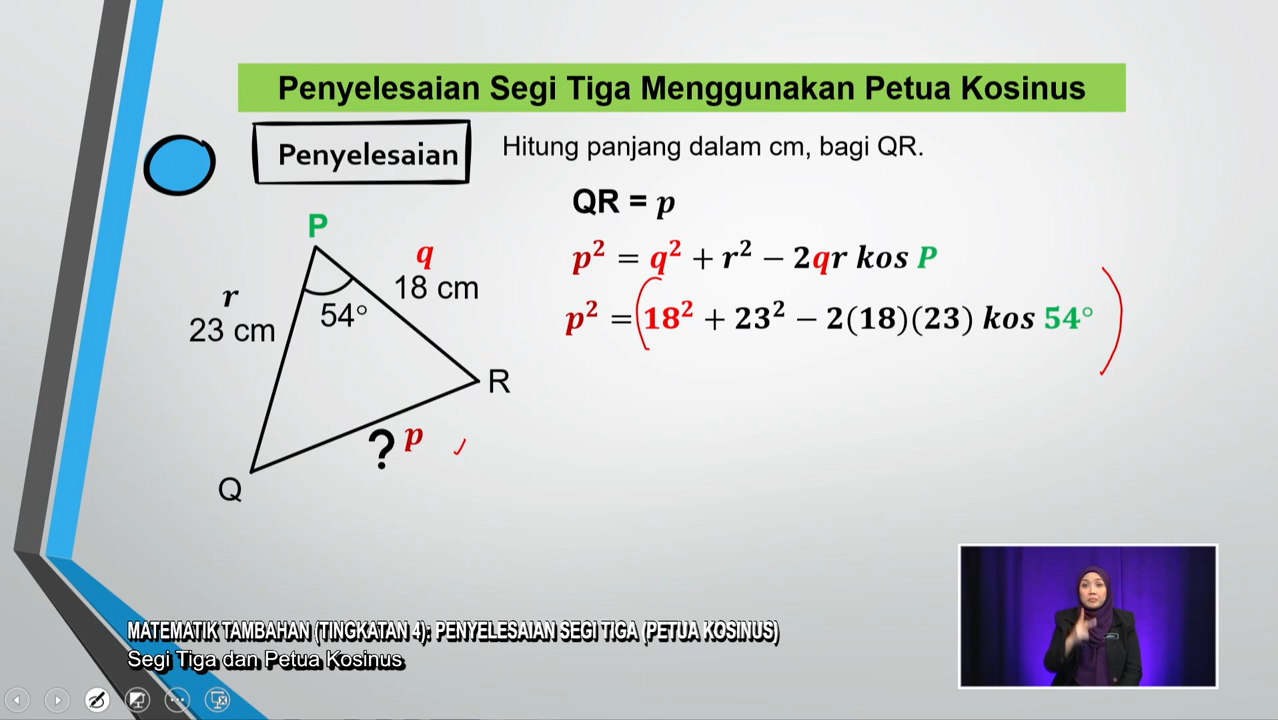 Penyelesaian Segi Tiga Menggunakan Petua Kosinus
Penyelesaian
Hitung panjang dalam cm, bagi QR.
QR = p
p² = q² + r² − 2qr kos P
p² = (18² + 23² − 2(18)(23) kos 54°)
P
q
18 cm
r
23 cm
54°
R
? p
Q
MATEMATIK TAMBAHAN (TINGKATAN 4): PENYELESAIAN SEGI TIGA (PETUA KOSINUS)
Segi Tiga dan Petua Kosinus